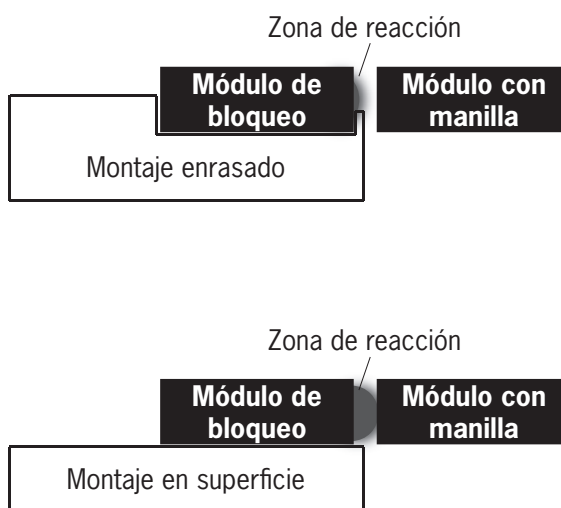 Zona de reacción
Módulo de
bloqueo
Módulo con
manilla
Montaje enrasado
Zona de reacción
Módulo de
bloqueo
Módulo con
manilla
Montaje en superficie